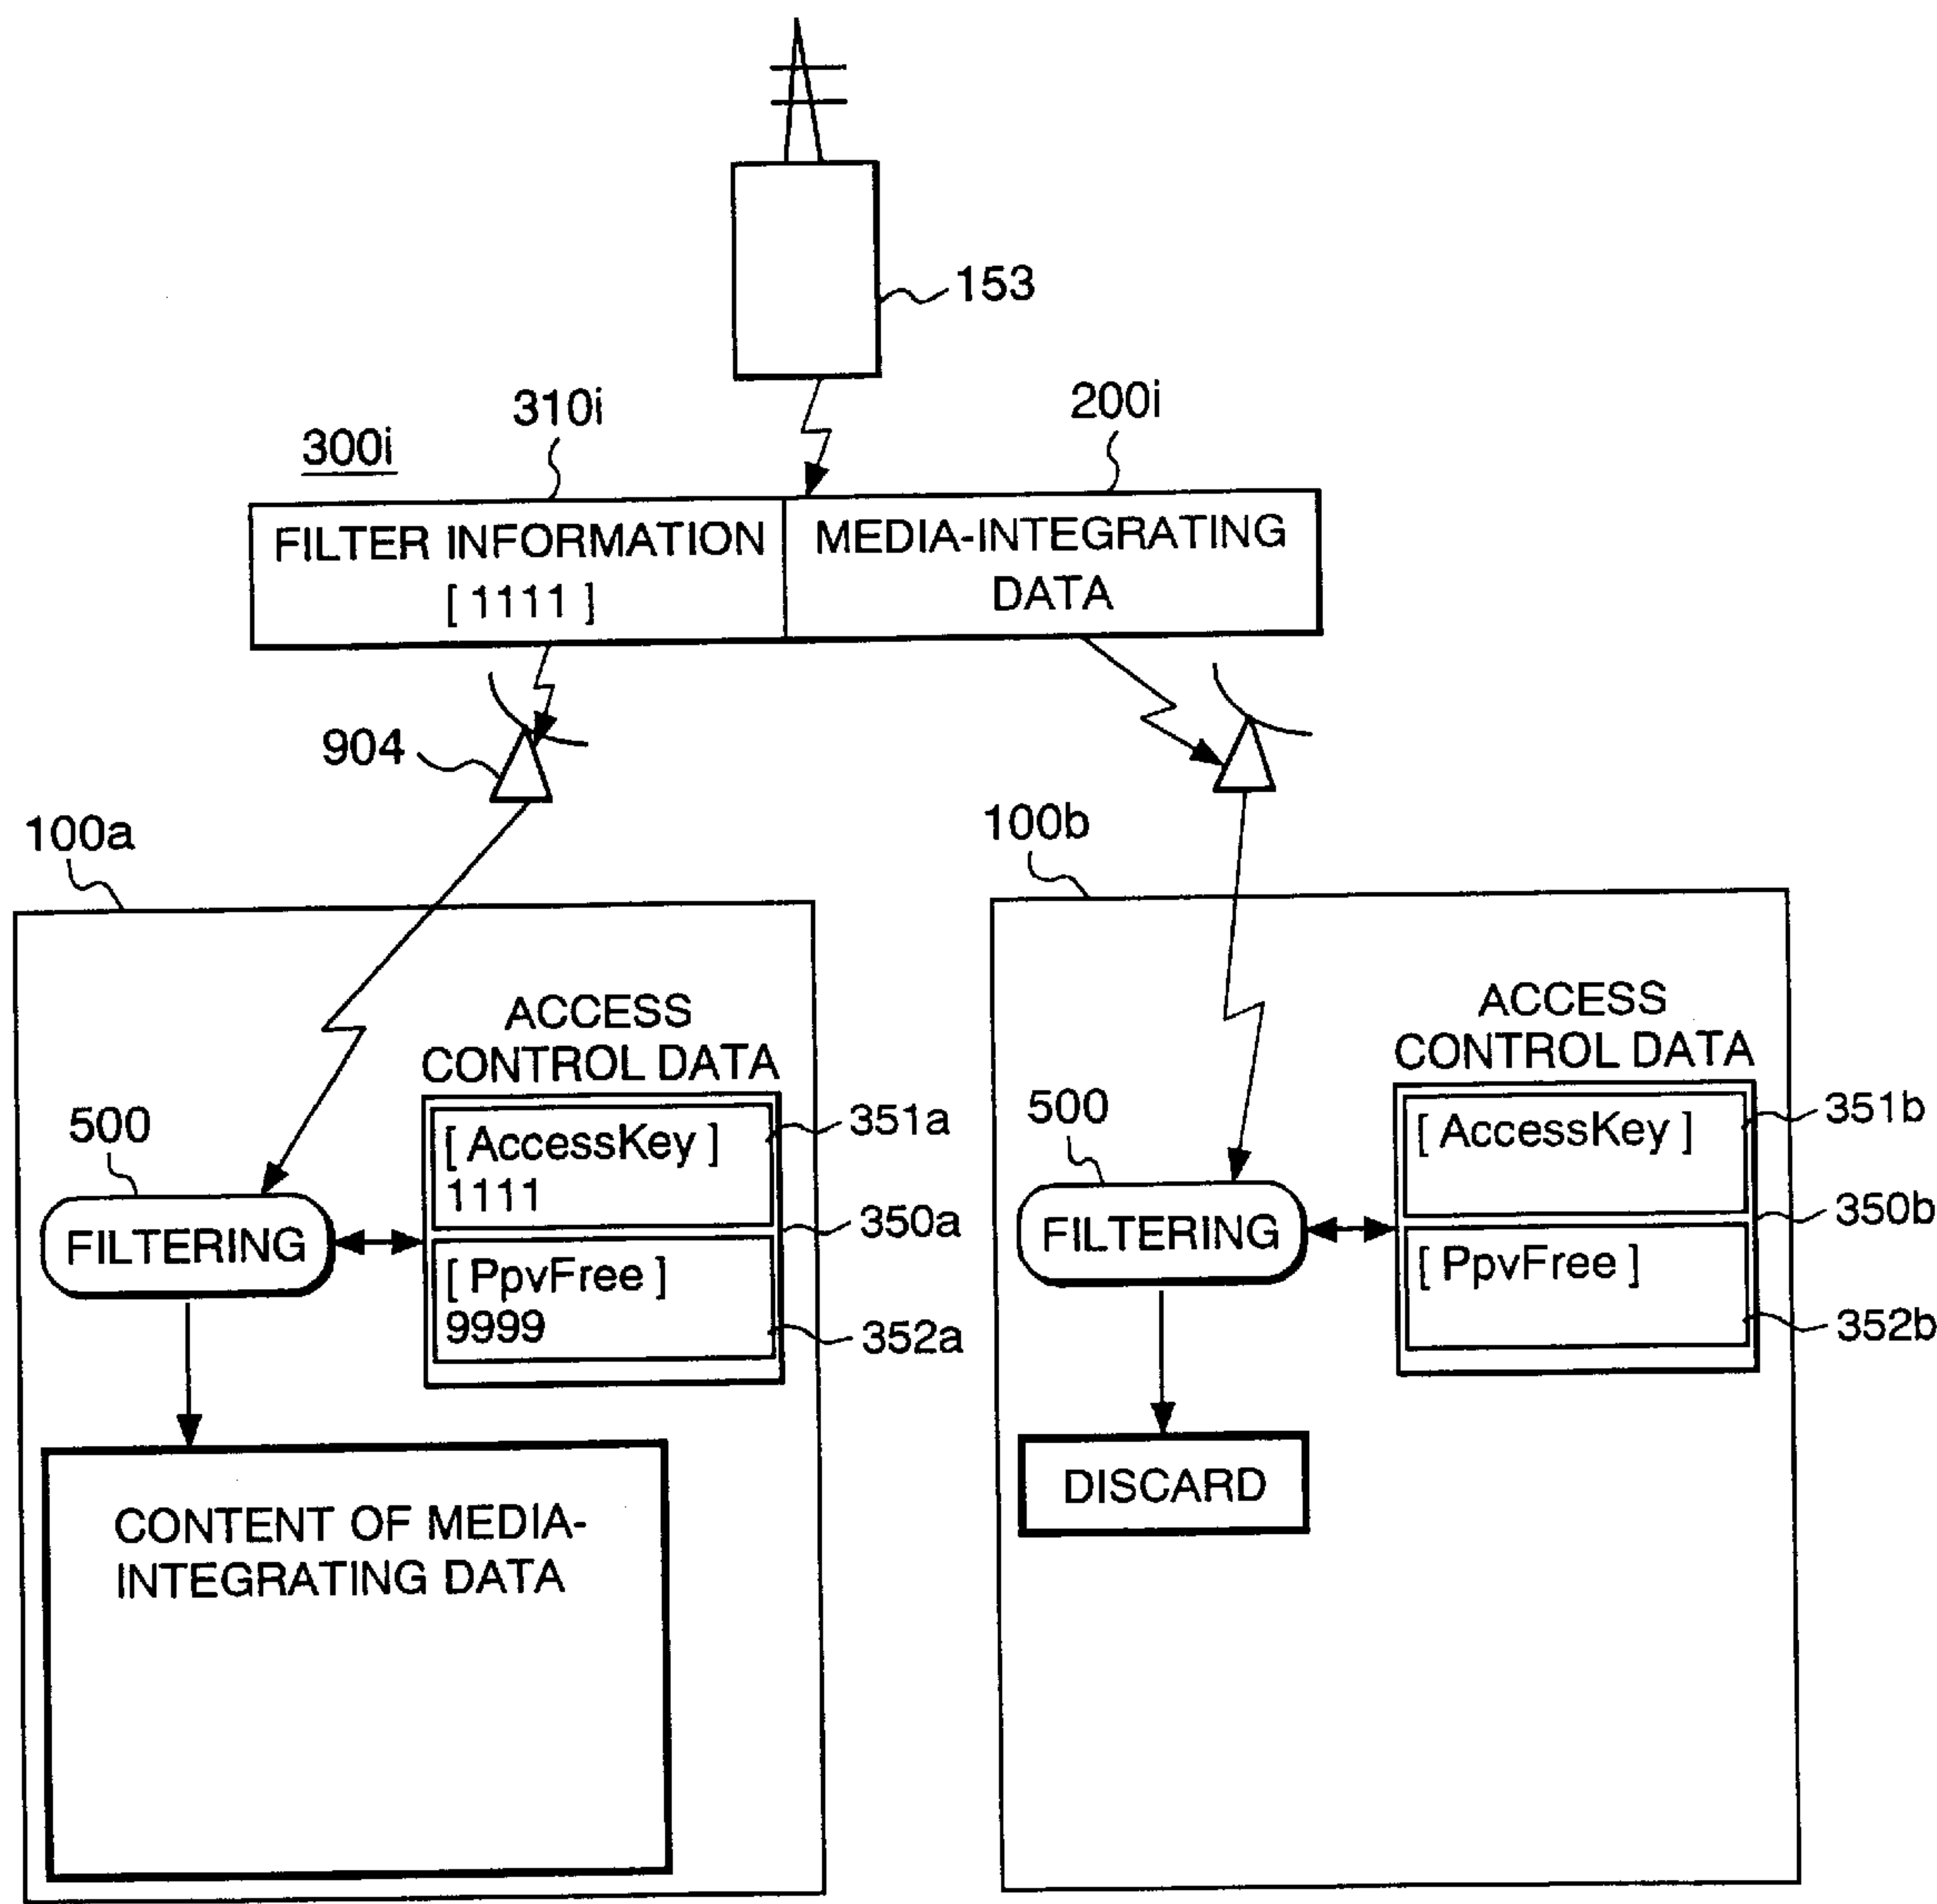 153
310i
200i
300i
FILTER INFORMATION
[ 1111 ]
MEDIA-INTEGRATING
DATA
904
100a
100b
ACCESS
CONTROL DATA
500
[ AccessKey ]
1111
351a
350a
FILTERING
[ PpvFree ]
9999
352a
CONTENT OF MEDIA-
INTEGRATING DATA
ACCESS
CONTROL DATA
500
[ AccessKey ]
351b
350b
FILTERING
[ PpvFree ]
352b
DISCARD